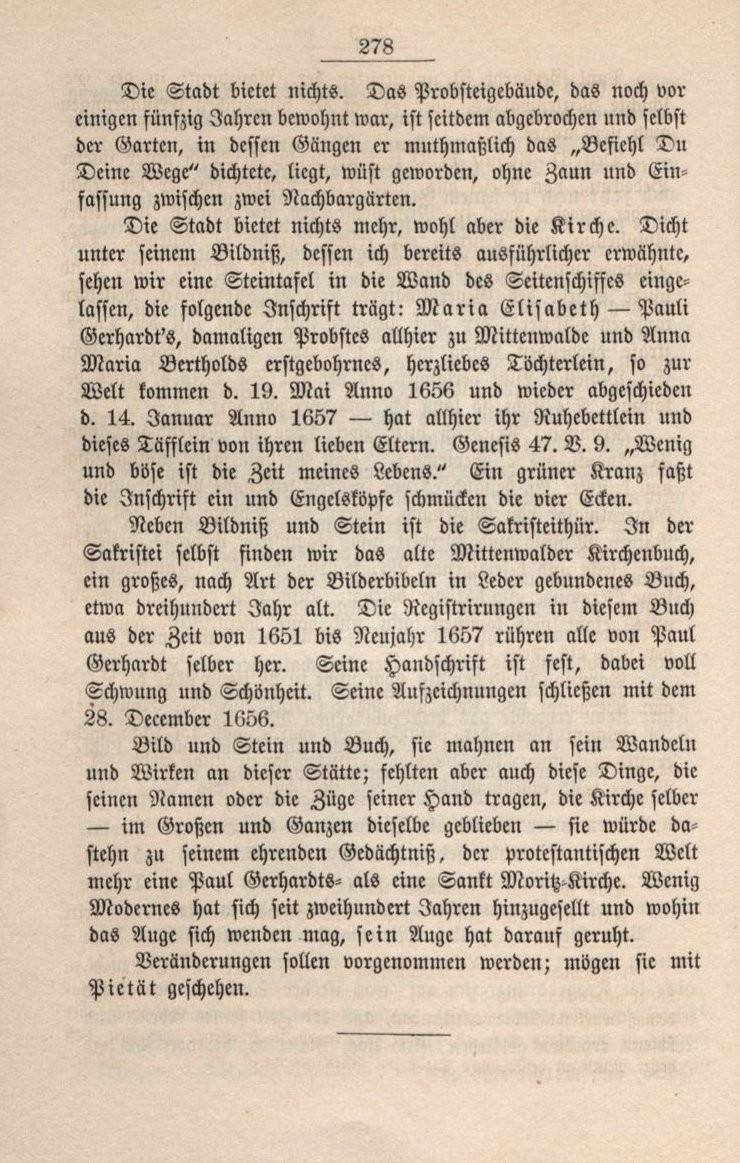 278
Die Stadt bietet nichts. Das Probsteigebäude, das noch vor
einigen fünfzig Jahren bewohnt war, ist seitdem abgebrochen und selbst
der Garten, in dessen Gängen er muthmaßlich das „Befiehl Du
Deine Wege“ dichtete, liegt, wüst geworden, ohne Zaun und Ein-
fassung zwischen zwei Nachbargärten.
Die Stadt bietet nichts mehr, wohl aber die Kirche. Dicht
unter seinem Bildniß, dessen ich bereits ausführlicher erwähnte,
sehen wir eine Steintafel in die Wand des Seitenschiffes einge-
lassen, die folgende Inschrift trägt: Maria Elisabeth — Pauli
Gerhardt's, damaligen Probstes allhier zu Mittenwalde und Anna
Maria Bertholds erstgebohrnes, herzliebes Töchterlein, so zur
Welt kommen d. 19. Mai Anno 1656 und wieder abgeschieden
d. 14. Januar Anno 1657 — hat allhier ihr Ruhebettlein und
dieses Täfflein von ihren lieben Eltern. Genesis 47. V. 9. „Wenig
und böse ist die Zeit meines Lebens.“ Ein grüner Kranz faßt
die Inschrift ein und Engelsköpfe schmücken die vier Ecken.
Neben Bildniß und Stein ist die Sakristeithür. In der
Sakristei selbst finden wir das alte Mittenwalder Kirchenbuch,
ein großes, nach Art der Bilderbibeln in Leder gebundenes Buch,
etwa dreihundert Jahr alt. Die Registrirungen in diesem Buch
aus der Zeit von 1651 bis Neujahr 1657 rühren alle von Paul
Gerhardt selber her. Seine Handschrift ist fest, dabei voll
Schwung und Schönheit. Seine Aufzeichnungen schließen mit dem
28. December 1656.
Bild und Stein und Buch, sie mahnen an sein Wandeln
und Wirken an dieser Stätte; fehlten aber auch diese Dinge, die
seinen Namen oder die Züge seiner Hand tragen, die Kirche selber
— im Großen und Ganzen dieselbe geblieben — sie würde da-
stehn zu seinem ehrenden Gedächtniß, der protestantischen Welt
mehr eine Paul Gerhardts- als eine Sankt Moritz-Kirche. Wenig
Modernes hat sich seit zweihundert Jahren hinzugesellt und wohin
das Auge sich wenden mag, sein Auge hat darauf geruht.
Veränderungen sollen vorgenommen werden; mögen sie mit
Pietät geschehen.